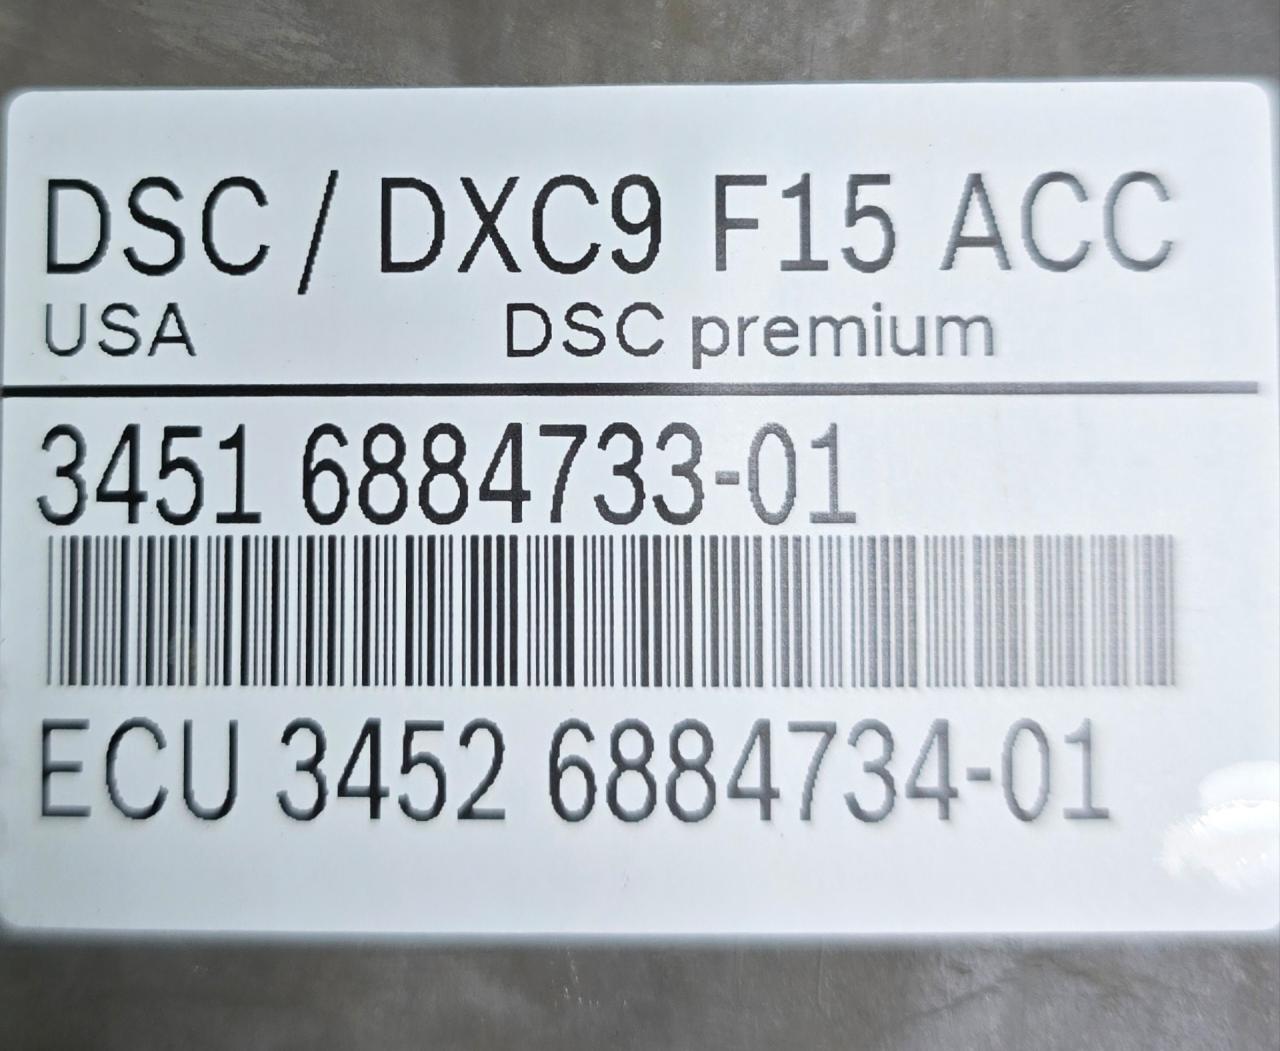 DSC / DXC9 F15 ACC
USA DSC premium
3451 6884733-01
ECU 3452 6884734-01